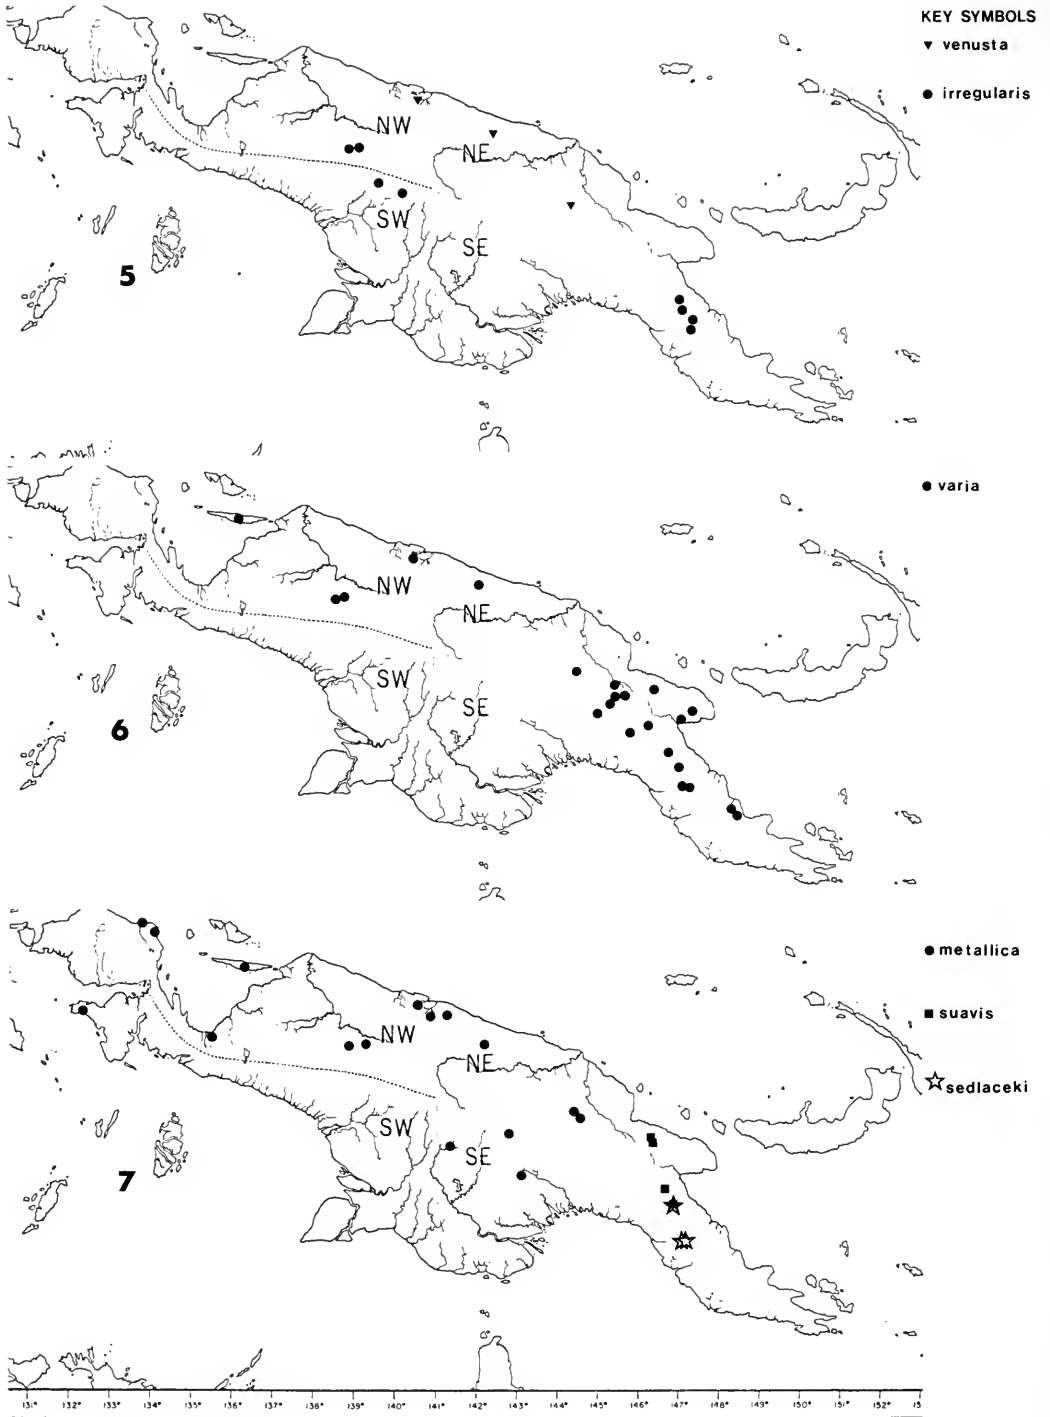 KEY SYMBOLS
▼ venusta
● irregularis
NW
NE
SW
SE
5
● varia
NW
NE
SW
SE
6
● metallica
■ suavis
☆ sedlaceki
NW
NE
SW
SE
7
131° 132° 133° 134° 135° 136° 137° 138° 139° 140° 141° 142° 143° 144° 145° 146° 147° 148° 149° 150° 151° 152° 15